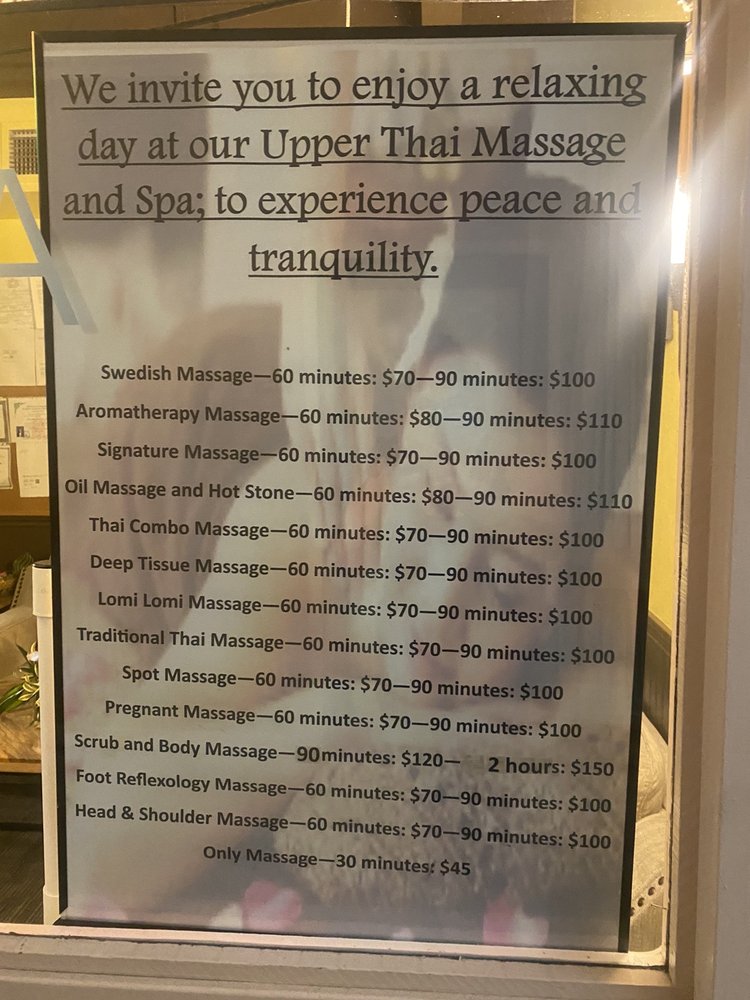 We invite you to enjoy a relaxing
day at our Upper Thai Massage
and Spa; to experience peace and
tranquility.
A
Swedish Massage—60 minutes: $70—90 minutes: $100
Aromatherapy Massage—60 minutes: $80—90 minutes: $110
Signature Massage—60 minutes: $70—90 minutes: $100
Oil Massage and Hot Stone—60 minutes: $80—90 minutes: $110
Thai Combo Massage—60 minutes: $70—90 minutes: $100
Deep Tissue Massage—60 minutes: $70—90 minutes: $100
Lomi Lomi Massage—60 minutes: $70—90 minutes: $100
Traditional Thai Massage—60 minutes: $70—90 minutes: $100
Spot Massage—60 minutes: $70—90 minutes: $100
Pregnant Massage—60 minutes: $70—90 minutes: $100
Scrub and Body Massage—90minutes: $120— 2 hours: $150
Foot Reflexology Massage—60 minutes: $70—90 minutes: $100
Head & Shoulder Massage—60 minutes: $70—90 minutes: $100
Only Massage—30 minutes: $45